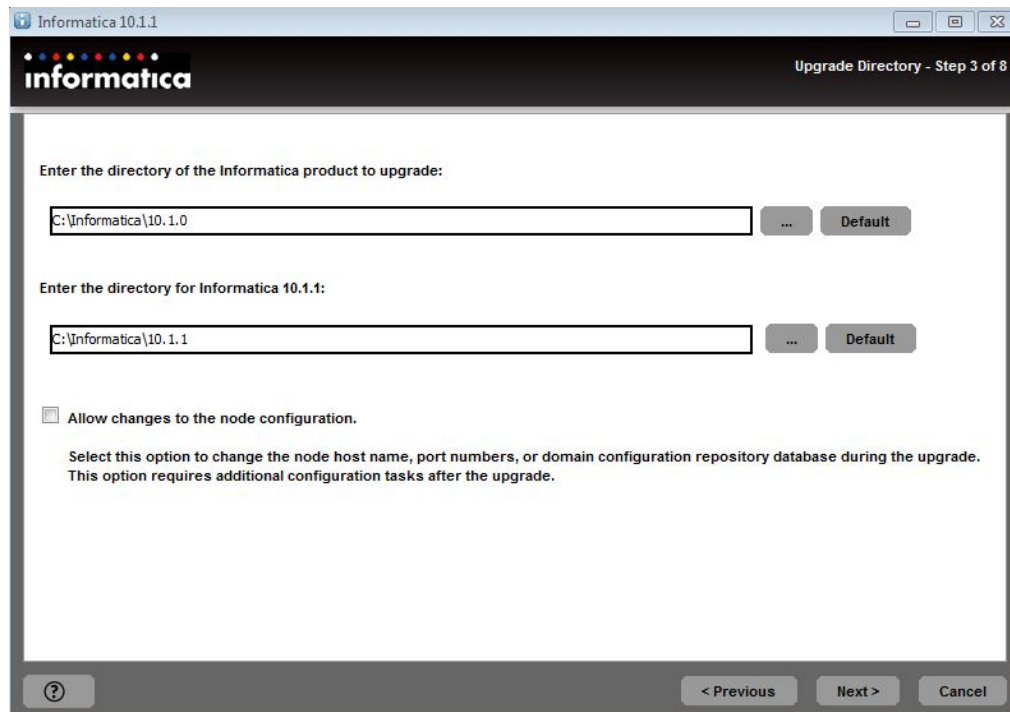 Informatica 10.1.1
informatica
Upgrade Directory - Step 3 of 8
Enter the directory of the Informatica product to upgrade:
C:\Informatica\10.1.0
...
Default
Enter the directory for Informatica 10.1.1:
C:\Informatica\10.1.1
...
Default
Allow changes to the node configuration.
Select this option to change the node host name, port numbers, or domain configuration repository database during the upgrade.
This option requires additional configuration tasks after the upgrade.
?
< Previous
Next >
Cancel